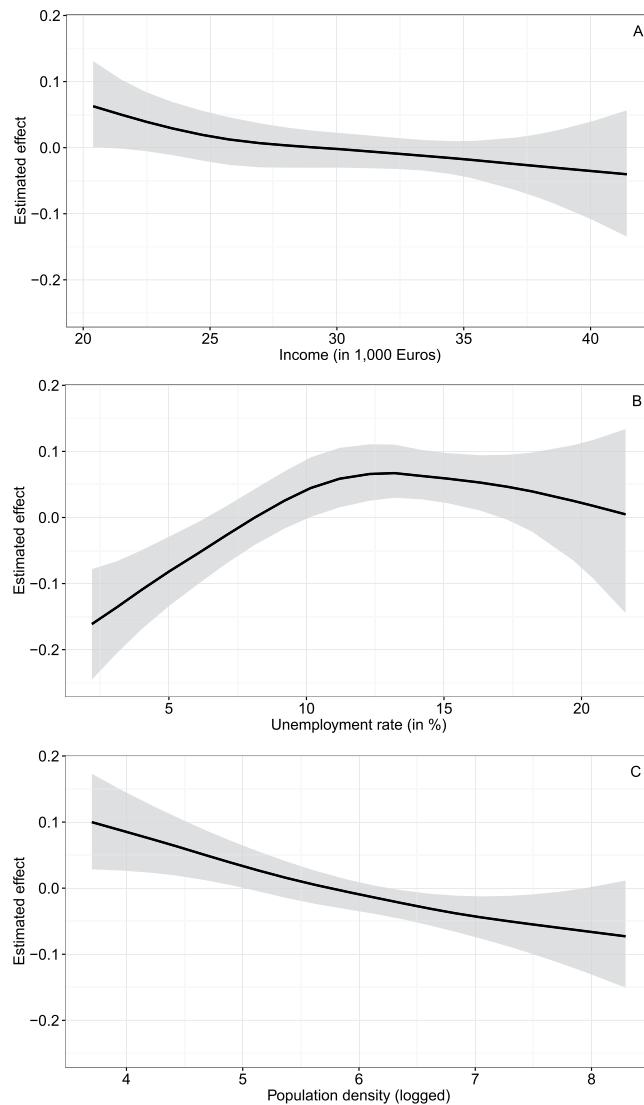 A
0.2
0.1
0.0
−0.1
−0.2
Estimated effect
20 25 30 35 40
Income (in 1,000 Euros)
B
0.2
0.1
0.0
−0.1
−0.2
Estimated effect
5 10 15 20
Unemployment rate (in %)
C
0.2
0.1
0.0
−0.1
−0.2
Estimated effect
4 5 6 7 8
Population density (logged)